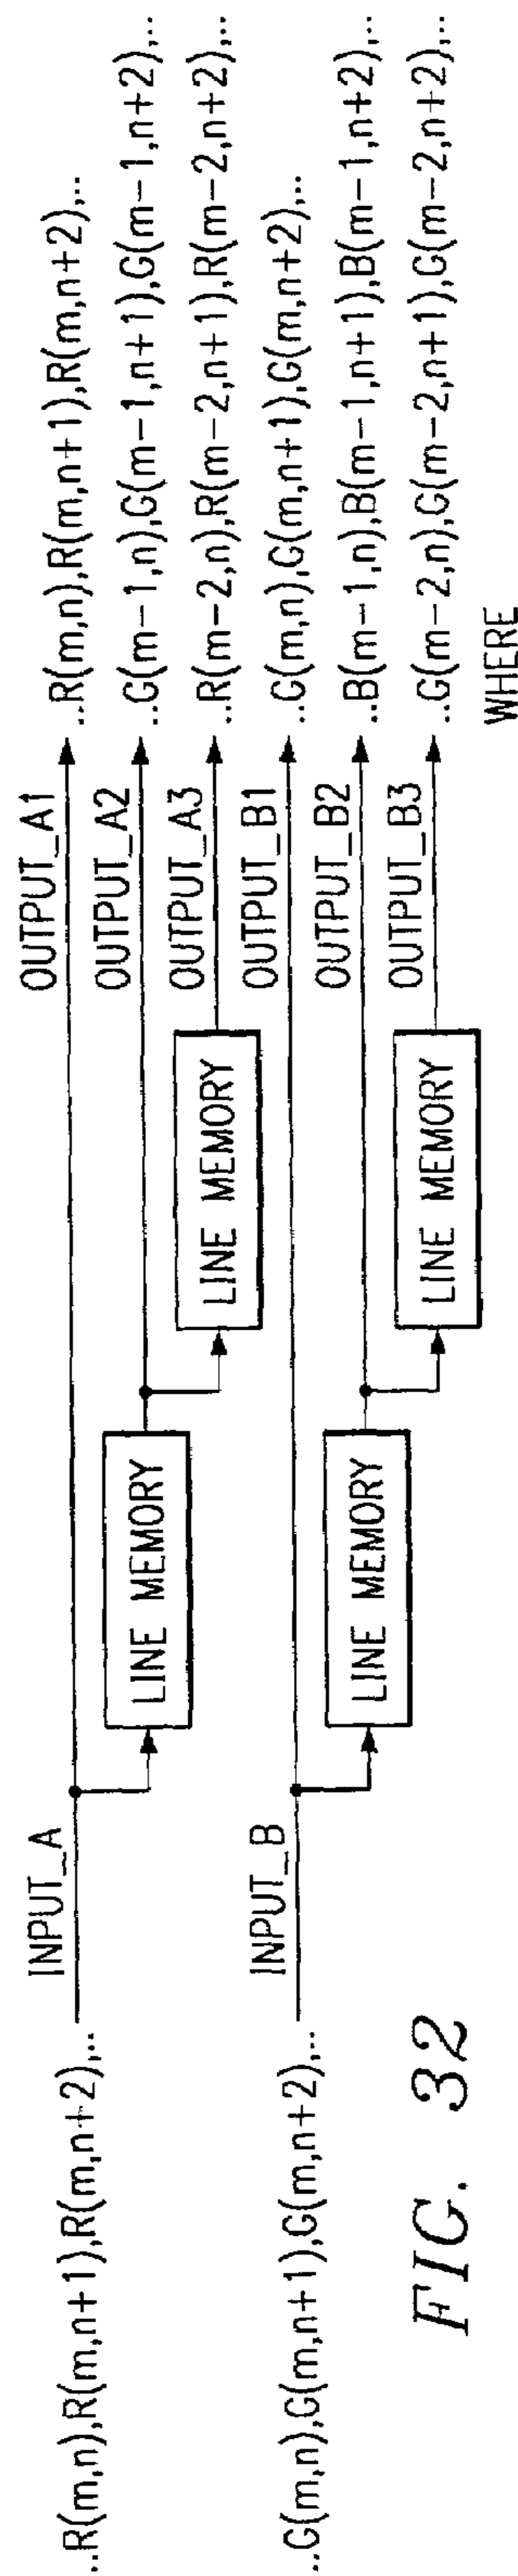 ..R(m,n),R(m,n+1),R(m,n+2),..
INPUT_A
LINE MEMORY
LINE MEMORY
OUTPUT_A1
...R(m,n),R(m,n+1),R(m,n+2),..
OUTPUT_A2
..G(m-1,n),G(m-1,n+1),G(m-1,n+2),..
OUTPUT_A3
...R(m-2,n),R(m-2,n+1),R(m-2,n+2),..
..G(m,n),G(m,n+1),G(m,n+2),..
INPUT_B
LINE MEMORY
LINE MEMORY
OUTPUT_B1
..G(m,n),G(m,n+1),G(m,n+2),..
OUTPUT_B2
..B(m-1,n),B(m-1,n+1),B(m-1,n+2),..
OUTPUT_B3
..G(m-2,n),G(m-2,n+1),G(m-2,n+2),..
WHERE
FIG. 32